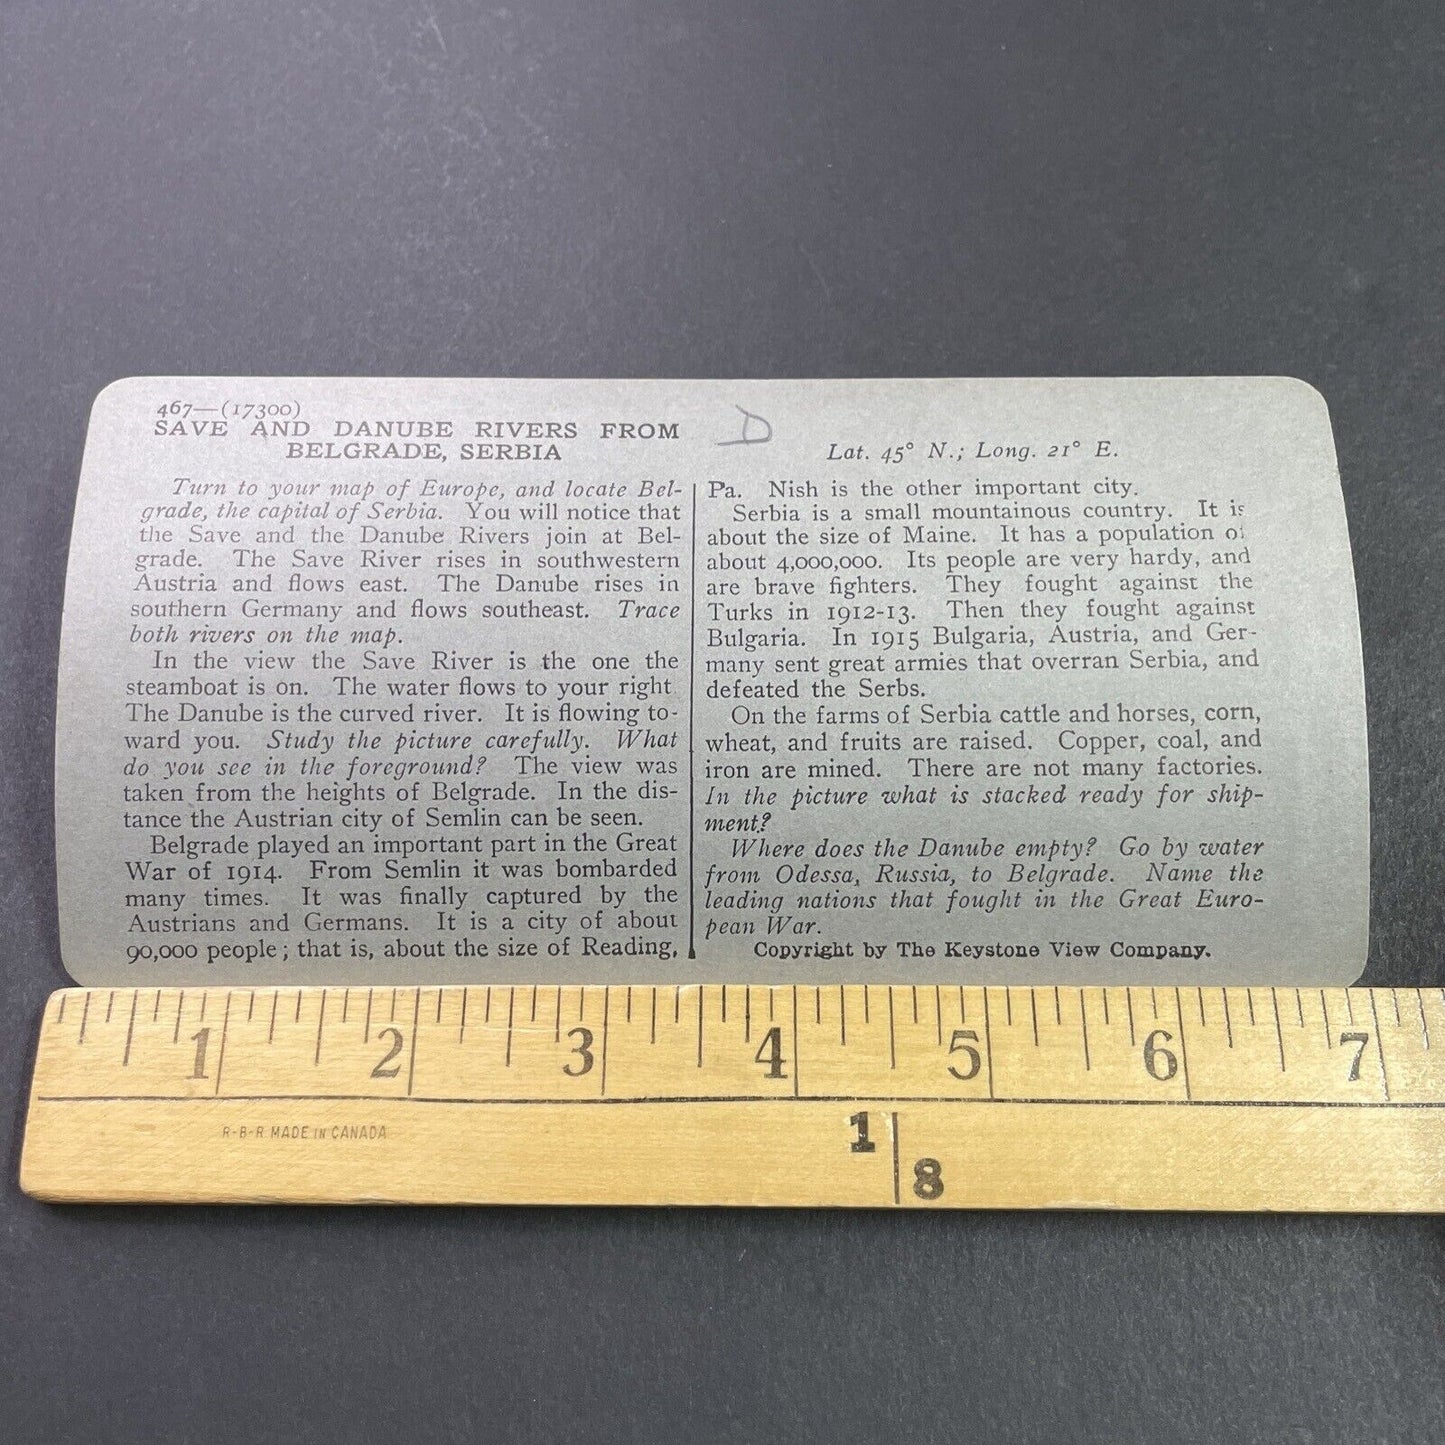 467—(17300)
SAVE AND DANUBE RIVERS FROM
BELGRADE, SERBIA
Turn to your map of Europe, and locate Bel-
grade, the capital of Serbia. You will notice that
the Save and the Danube Rivers join at Bel-
grade. The Save River rises in southwestern
Austria and flows east. The Danube rises in
southern Germany and flows southeast. Trace
both rivers on the map.
In the view the Save River is the one the
steamboat is on. The water flows to your right
The Danube is the curved river. It is flowing to-
ward you. Study the picture carefully. What
do you see in the foreground? The view was
taken from the heights of Belgrade. In the dis-
tance the Austrian city of Semlin can be seen.
Belgrade played an important part in the Great
War of 1914. From Semlin it was bombarded
many times. It was finally captured by the
Austrians and Germans. It is a city of about
90,000 people; that is, about the size of Reading,
D
Lat. 45° N.; Long. 21° E.
Pa. Nish is the other important city.
Serbia is a small mountainous country. It is
about the size of Maine. It has a population of
about 4,000,000. Its people are very hardy, and
are brave fighters. They fought against the
Turks in 1912-13. Then they fought against
Bulgaria. In 1915 Bulgaria, Austria, and Ger-
many sent great armies that overran Serbia, and
defeated the Serbs.
On the farms of Serbia cattle and horses, corn,
wheat, and fruits are raised. Copper, coal, and
iron are mined. There are not many factories.
In the picture what is stacked ready for ship-
ment?
Where does the Danube empty? Go by water
from Odessa, Russia, to Belgrade. Name the
leading nations that fought in the Great Euro-
pean War.
Copyright by The Keystone View Company.
1 2 3 4 5 6 7
R-B-R MADE IN CANADA
1
8